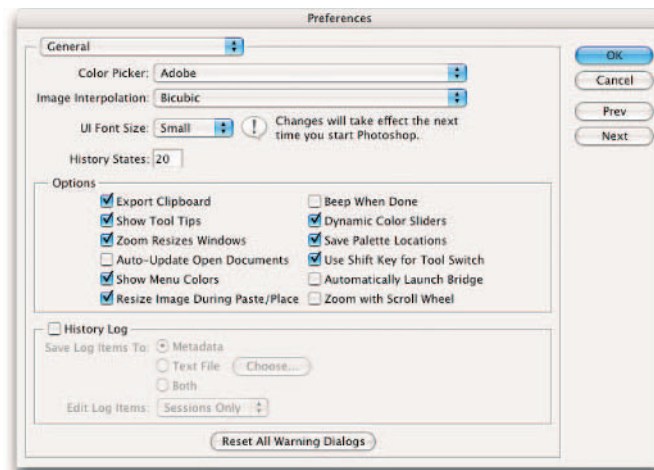 Preferences
General
OK
Color Picker: Adobe
Cancel
Image Interpolation: Bicubic
Prev
UI Font Size: Small
!
Changes will take effect the next
time you start Photoshop.
Next
History States: 20
Options
Export Clipboard
Beep When Done
Show Tool Tips
Dynamic Color Sliders
Zoom Resizes Windows
Save Palette Locations
Auto-Update Open Documents
Use Shift Key for Tool Switch
Show Menu Colors
Automatically Launch Bridge
Resize Image During Paste/Place
Zoom with Scroll Wheel
History Log
Save Log Items To: Metadata
Text File Choose...
Both
Edit Log Items: Sessions Only
Reset All Warning Dialogs